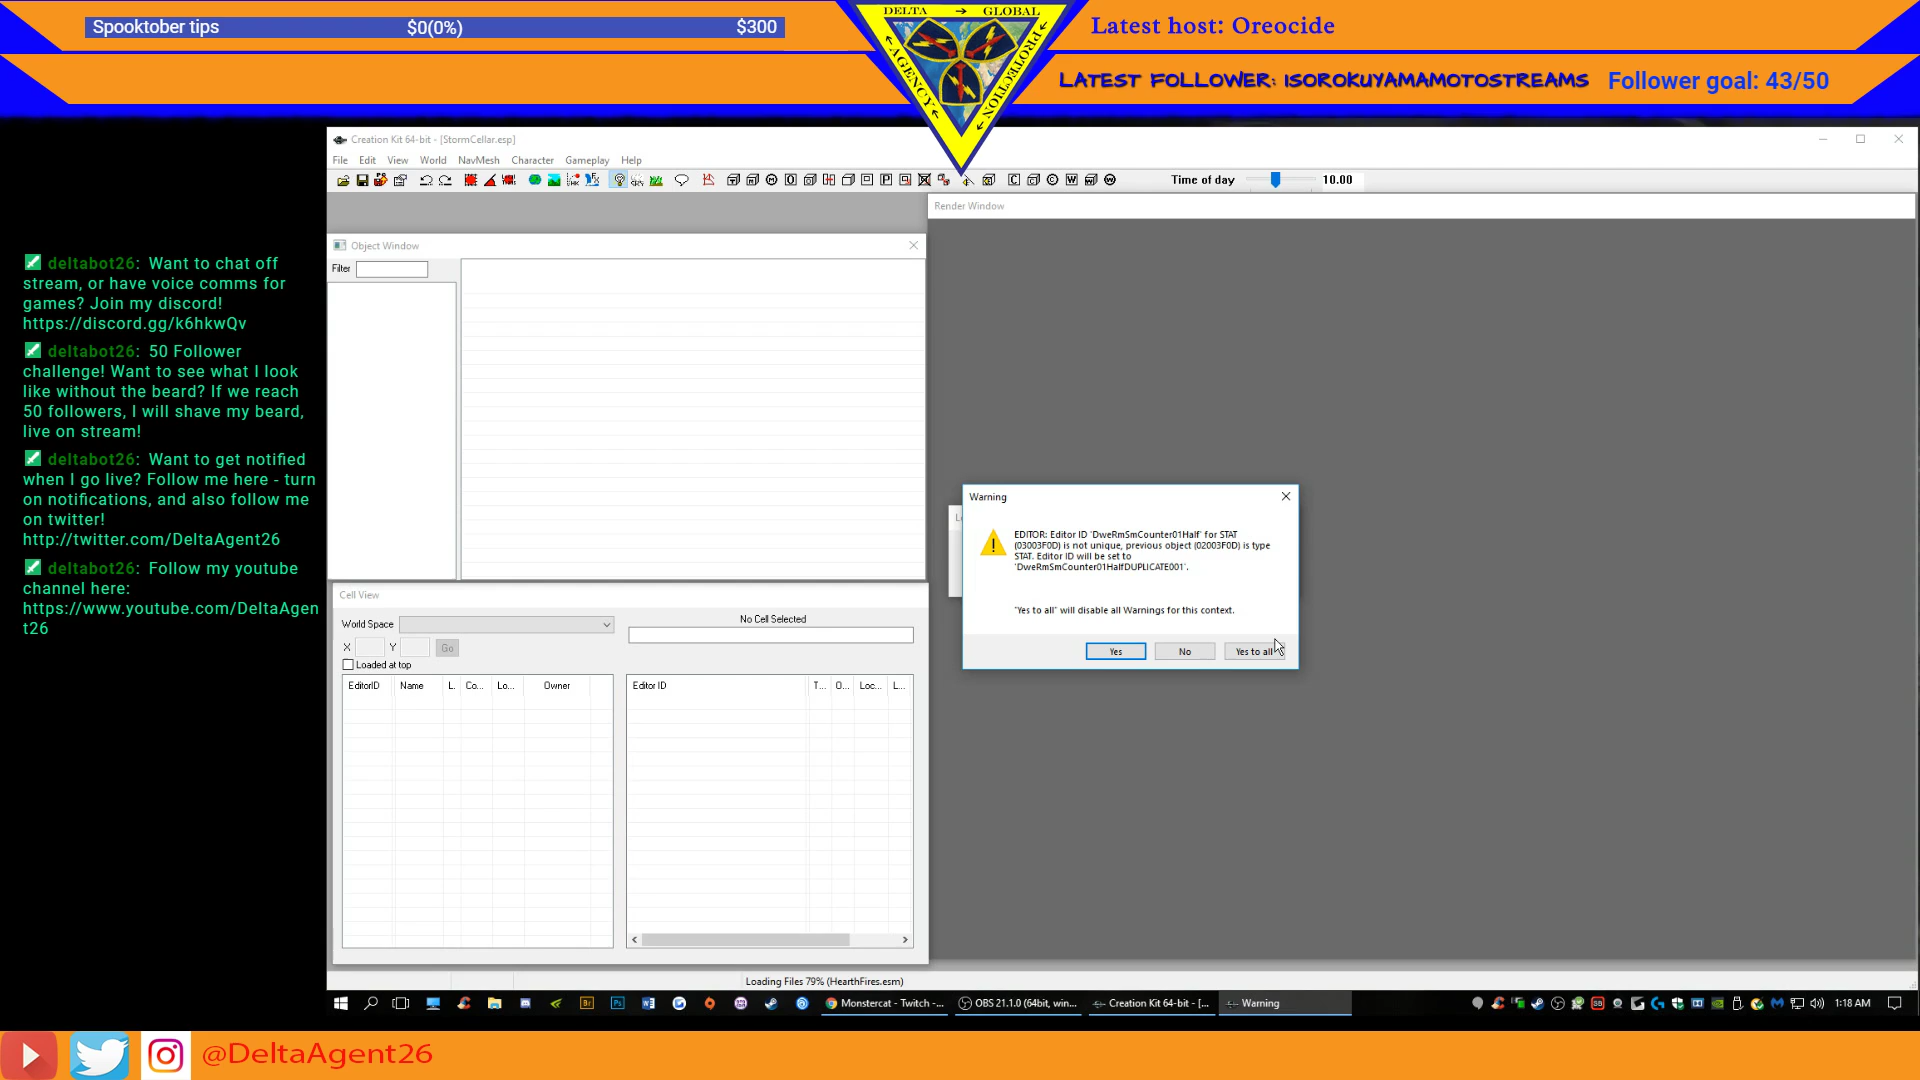 Spooktober tips $0(0%) $300
DELTA → GLOBAL
PROTECTION
AGENCY
Latest host: Oreocide
LATEST FOLLOWER: ISOROKUYAMAMOTOSTREAMS Follower goal: 43/50
Creation Kit 64-bit - [StormCellar.esp]
File Edit View World NavMesh Character Gameplay Help
Time of day 10.00
Render Window
Object Window
Filter
deltabot26: Want to chat off
stream, or have voice comms for
games? Join my discord!
https://discord.gg/k6hkwQv
deltabot26: 50 Follower
challenge! Want to see what I look
like without the beard? If we reach
50 followers, I will shave my beard,
live on stream!
deltabot26: Want to get notified
when I go live? Follow me here - turn
on notifications, and also follow me
on twitter!
http://twitter.com/DeltaAgent26
deltabot26: Follow my youtube
channel here:
https://www.youtube.com/DeltaAgen
t26
Warning
EDITOR: Editor ID 'DweRmSmCounter01Half' for STAT
(03003F0D) is not unique, previous object (02003F0D) is type
STAT. Editor ID will be set to
'DweRmSmCounter01HalfDUPLICATE001'.
'Yes to all' will disable all Warnings for this context.
Yes No Yes to all
Cell View
World Space
No Cell Selected
X Y Go
Loaded at top
EditorID Name L. Co... Lo... Owner
Editor ID T... O... Loc... L...
Loading Files 79% (HearthFires.esm)
Monstercat - Twitch -... OBS 21.1.0 (64bit, win... Creation Kit 64-bit - [... Warning 1:18 AM
@DeltaAgent26